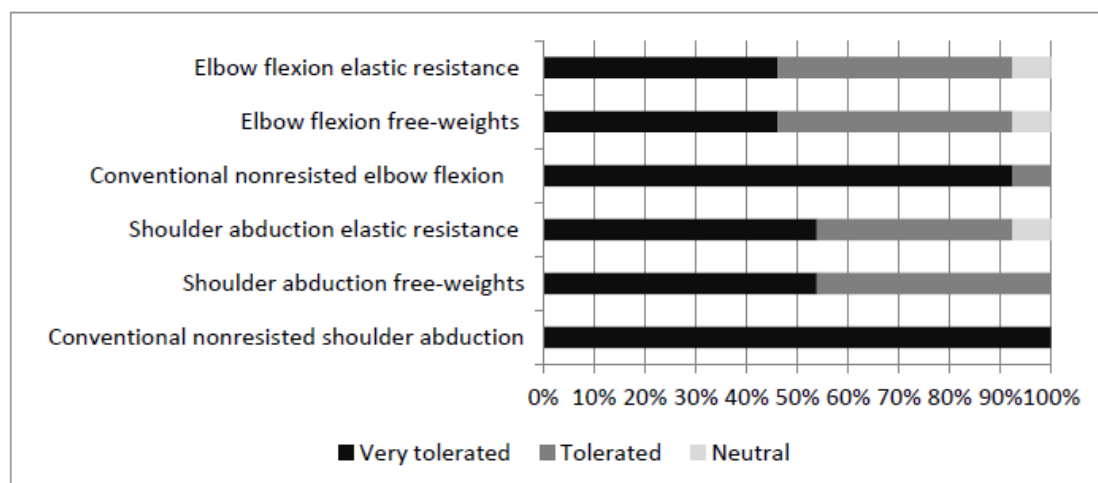 Elbow flexion elastic resistance
Elbow flexion free-weights
Conventional nonresisted elbow flexion
Shoulder abduction elastic resistance
Shoulder abduction free-weights
Conventional nonresisted shoulder abduction
0% 10% 20% 30% 40% 50% 60% 70% 80% 90% 100%
Very tolerated Tolerated Neutral